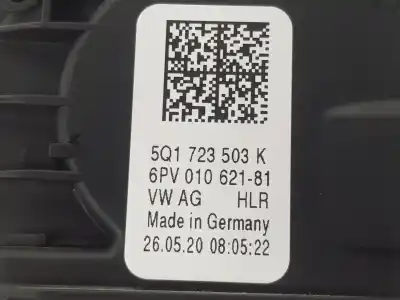 5Q1 723 503 K
6PV 010 621-81
VW AG HLR
Made in Germany
26.05.20 08:05:22